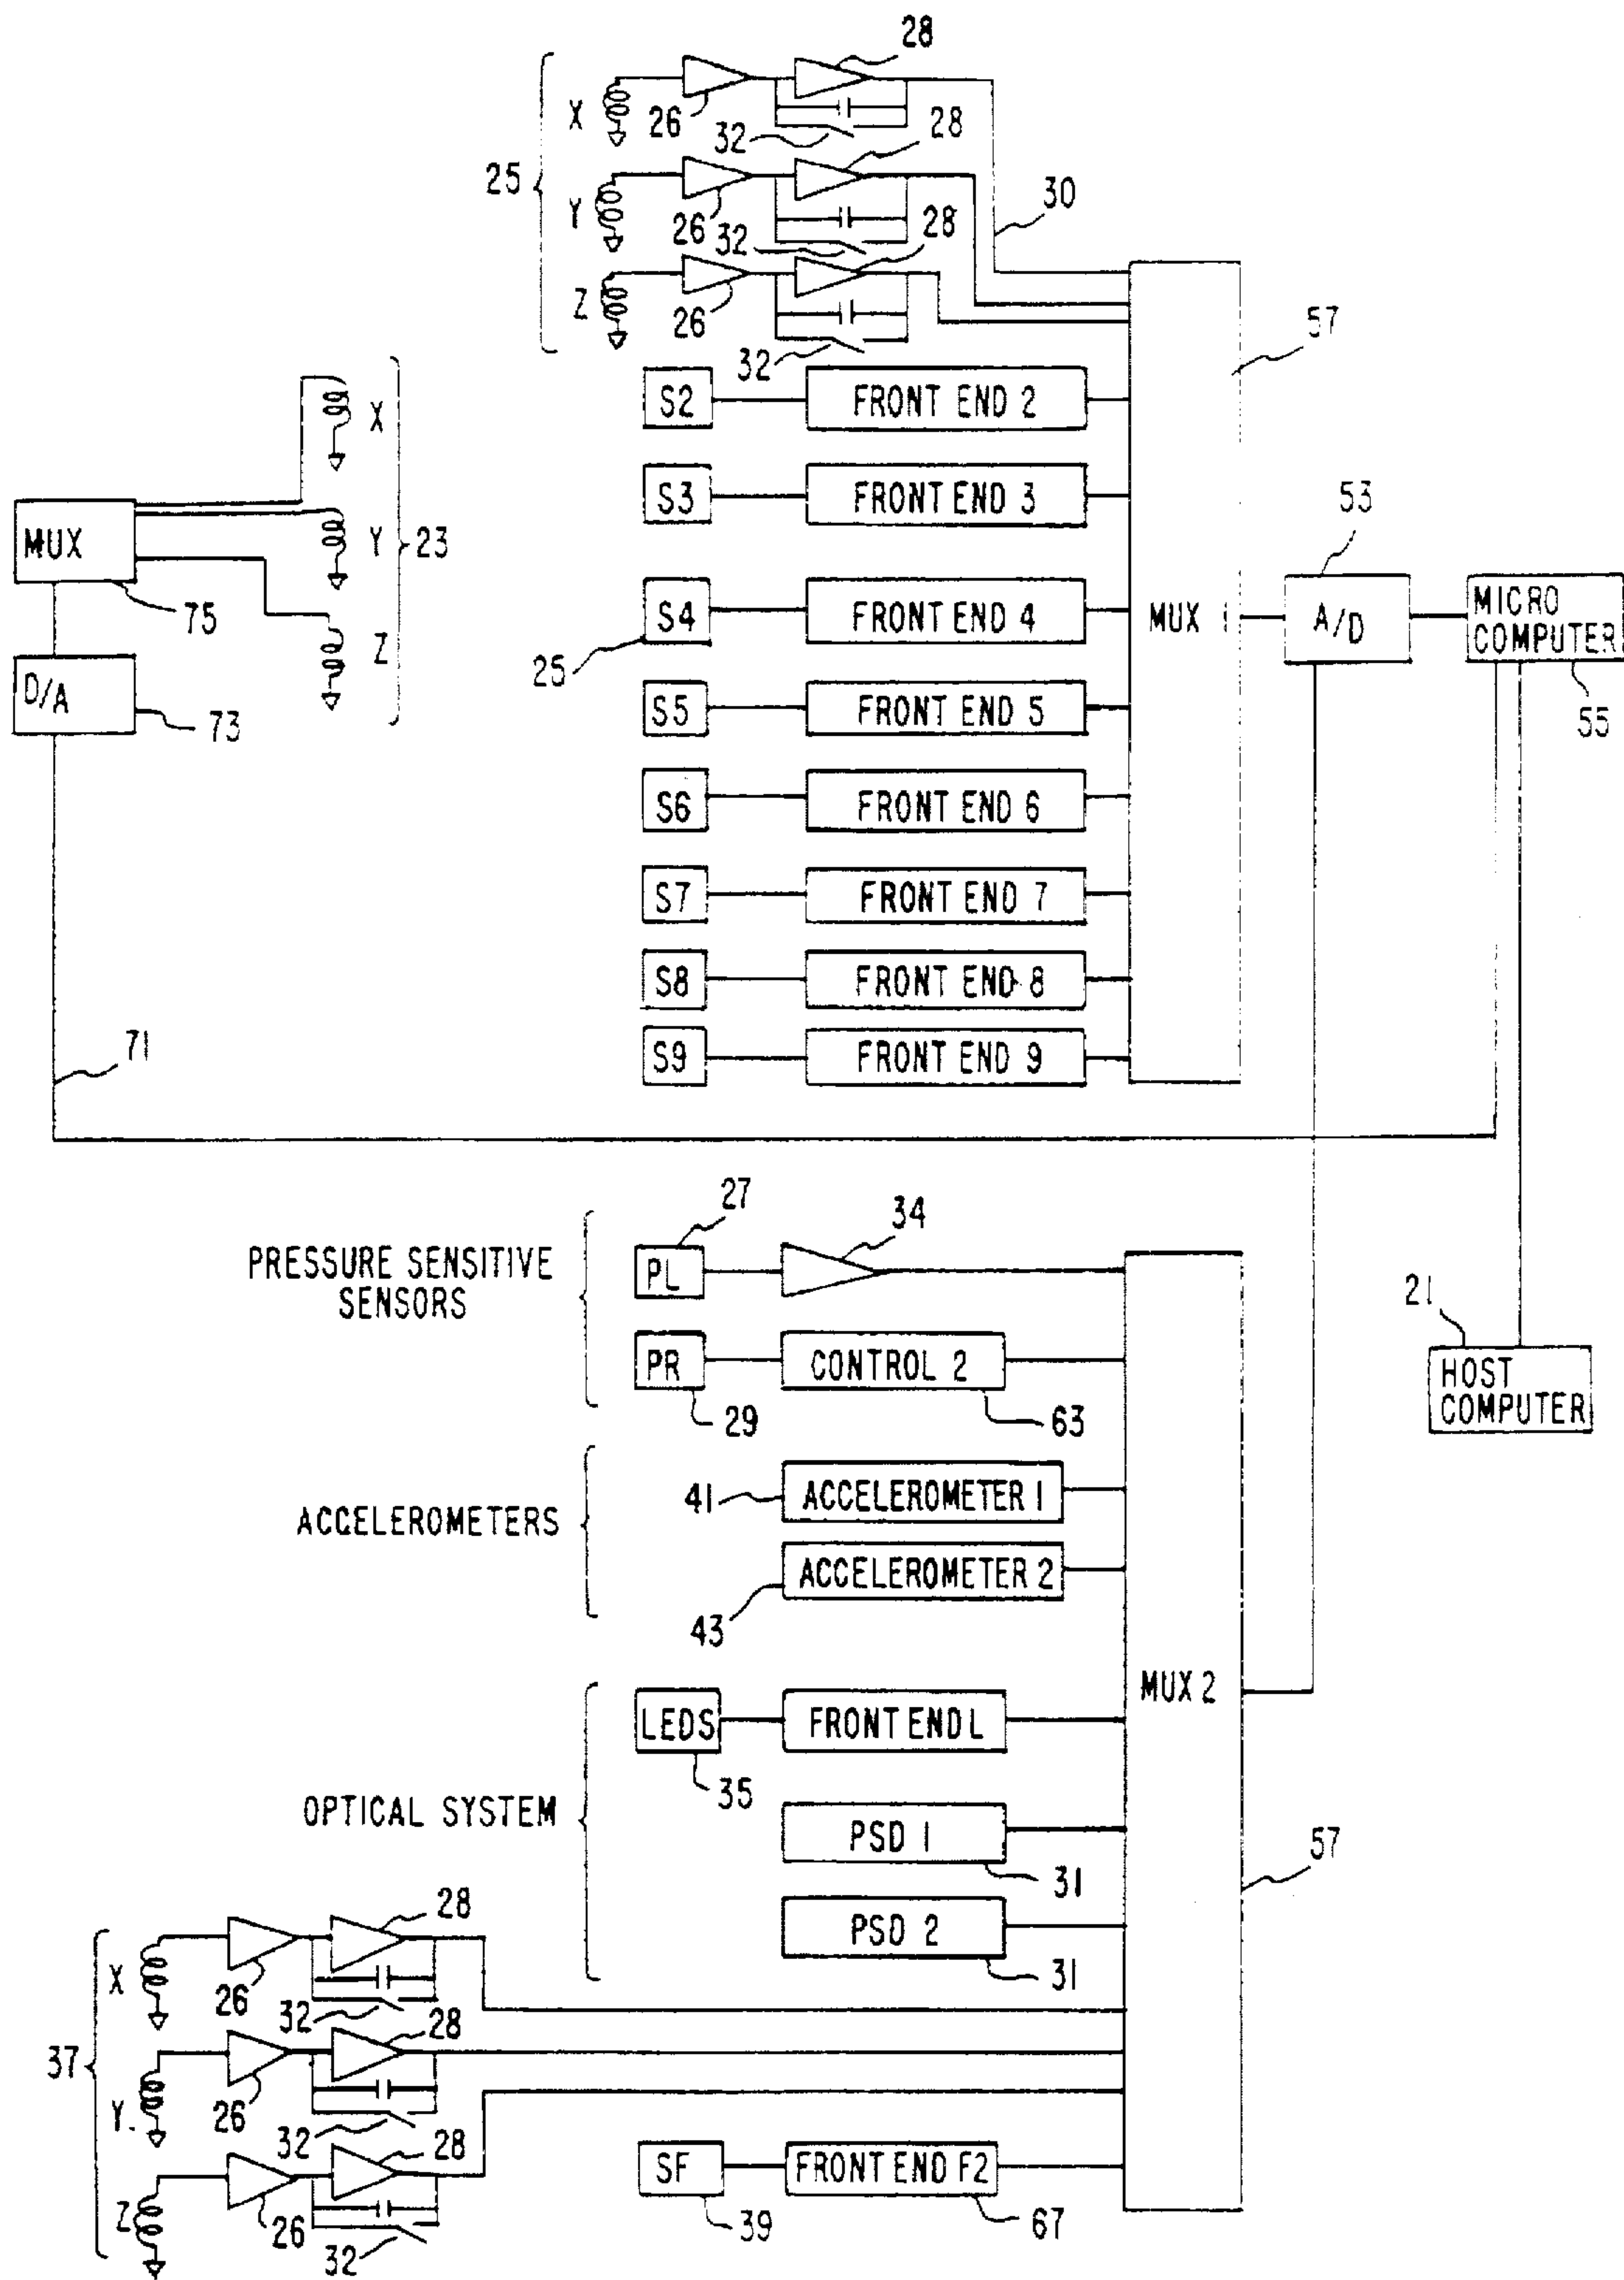 28
25
X
26
32
28
Y
26
32
28
30
Z
26
32
57
S2
FRONT END 2
X
S3
FRONT END 3
MUX
Y
23
53
75
S4
FRONT END 4
MUX 1
A/D
MICRO
COMPUTER
Z
25
D/A
73
S5
FRONT END 5
55
S6
FRONT END 6
S7
FRONT END 7
S8
FRONT END 8
71
S9
FRONT END 9
27
34
PRESSURE SENSITIVE
SENSORS
PL
21
PR
CONTROL 2
HOST
COMPUTER
29
63
41
ACCELEROMETER 1
ACCELEROMETERS
ACCELEROMETER 2
43
MUX 2
LEDS
FRONT END L
35
OPTICAL SYSTEM
PSD 1
57
31
28
PSD 2
X
26
31
32
28
37
Y
26
32
28
SF
FRONT END F2
Z
26
39
67
32